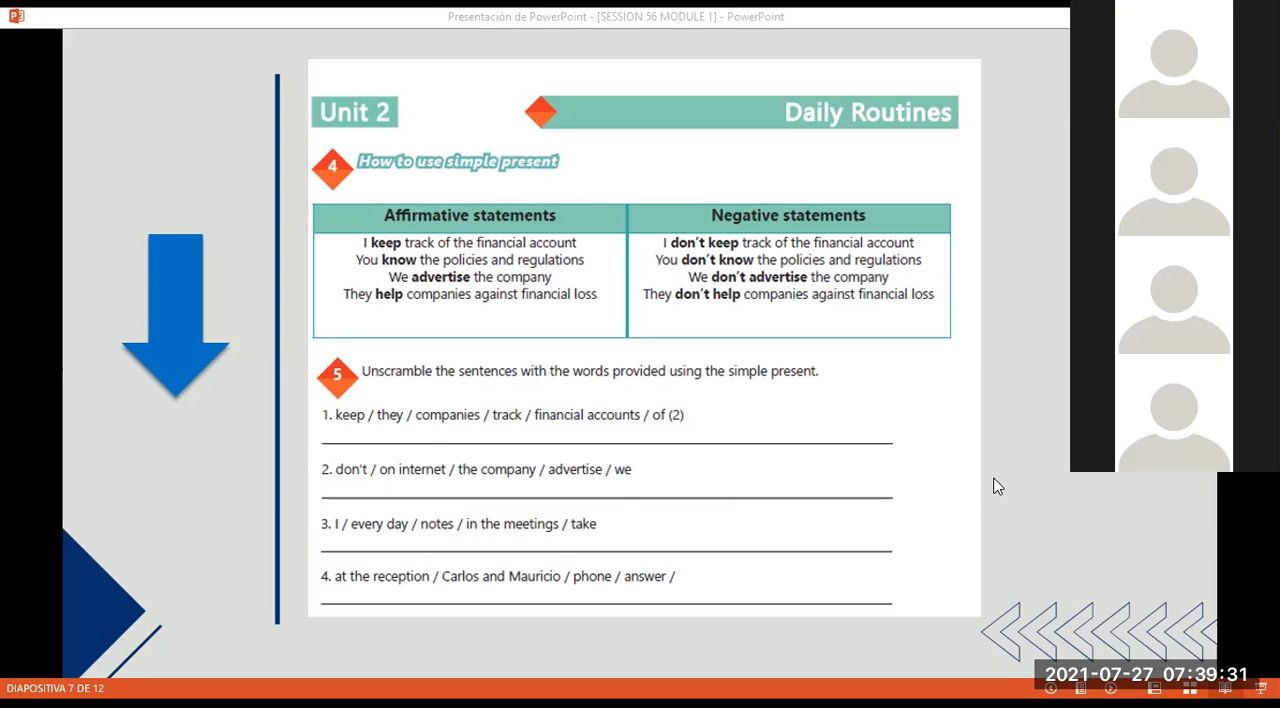 Presentación de PowerPoint - [SESSION 56 MODULE 1] - PowerPoint
Unit 2
Daily Routines
4 How to use simple present
Affirmative statements
I keep track of the financial account
You know the policies and regulations
We advertise the company
They help companies against financial loss
Negative statements
I don't keep track of the financial account
You don't know the policies and regulations
We don't advertise the company
They don't help companies against financial loss
5 Unscramble the sentences with the words provided using the simple present.
1. keep / they / companies / track / financial accounts / of (2)
2. don't / on internet / the company / advertise / we
3. I / every day / notes / in the meetings / take
4. at the reception / Carlos and Mauricio / phone / answer /
2021-07-27 07:39:31
DIAPOSITIVA 7 DE 12